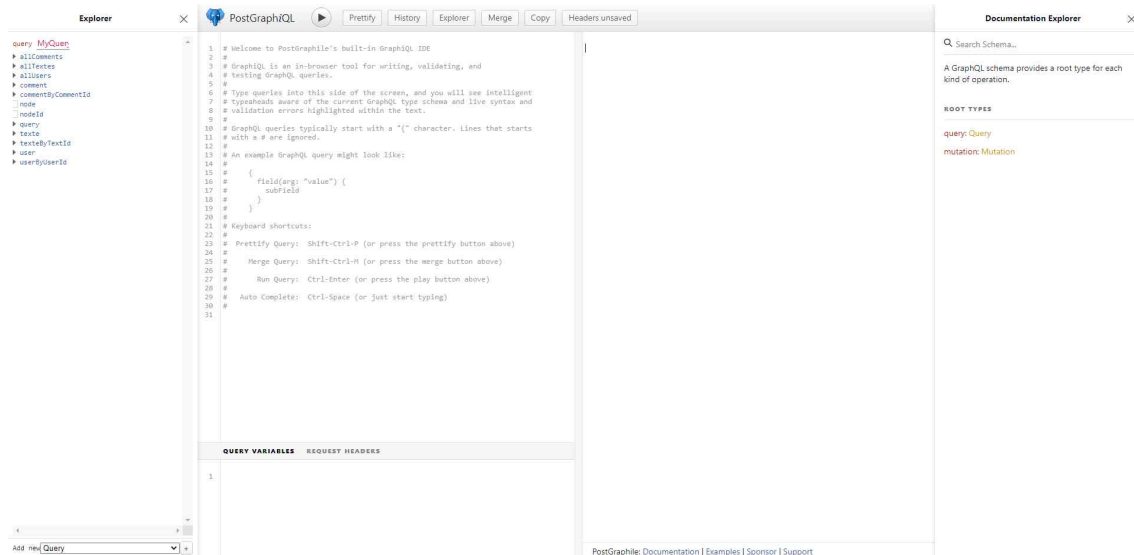 Explorer
query MyQuery
allComments
allTextes
allUsers
comment
commentByCommentId
node
nodeId
query
texte
texteByTextId
user
userByUserId
Add new Query
+
PostGraphiQL
Prettify
History
Explorer
Merge
Copy
Headers unsaved
1 # Welcome to PostGraphile's built-in GraphiQL IDE
2 #
3 # GraphiQL is an in-browser tool for writing, validating, and
4 # testing GraphQL queries.
5 #
6 # Type queries into this side of the screen, and you will see intelligent
7 # typeaheads aware of the current GraphQL type schema and live syntax and
8 # validation errors highlighted within the text.
9 #
10 # GraphQL queries typically start with a "{" character. Lines that starts
11 # with a # are ignored.
12 #
13 # An example GraphQL query might look like:
14 #
15 #     {
16 #       field(arg: "value") {
17 #         subField
18 #       }
19 #     }
20 #
21 # Keyboard shortcuts:
22 #
23 #  Prettify Query:  Shift-Ctrl-P (or press the prettify button above)
24 #
25 #     Merge Query:  Shift-Ctrl-M (or press the merge button above)
26 #
27 #       Run Query:  Ctrl-Enter (or press the play button above)
28 #
29 #   Auto Complete:  Ctrl-Space (or just start typing)
30 #
31
QUERY VARIABLES REQUEST HEADERS
1
PostGraphile: Documentation | Examples | Sponsor | Support
Documentation Explorer
Search Schema...
A GraphQL schema provides a root type for each
kind of operation.
ROOT TYPES
query: Query
mutation: Mutation